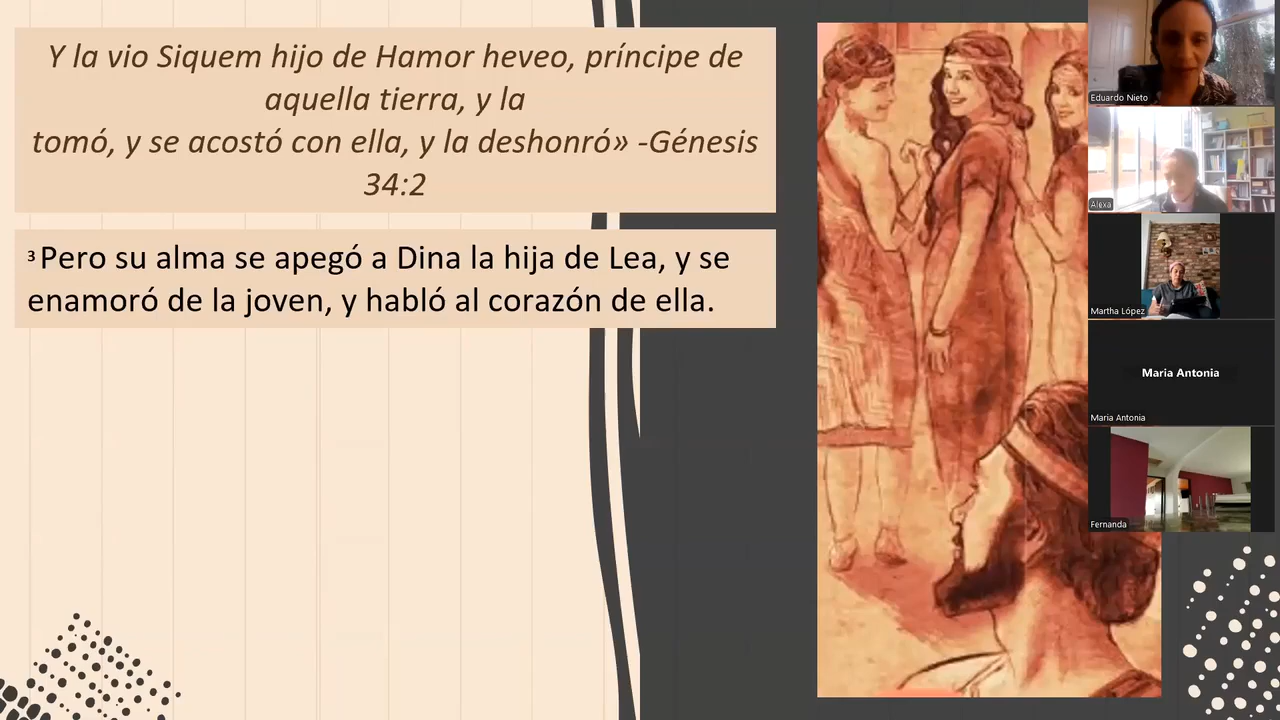 Y la vio Siquem hijo de Hamor heveo, príncipe de
aquella tierra, y la
tomó, y se acostó con ella, y la deshonró» -Génesis
34:2
3 Pero su alma se apegó a Dina la hija de Lea, y se
enamoró de la joven, y habló al corazón de ella.
Eduardo Nieto
Alexa
Martha López
Maria Antonia
Maria Antonia
Fernanda